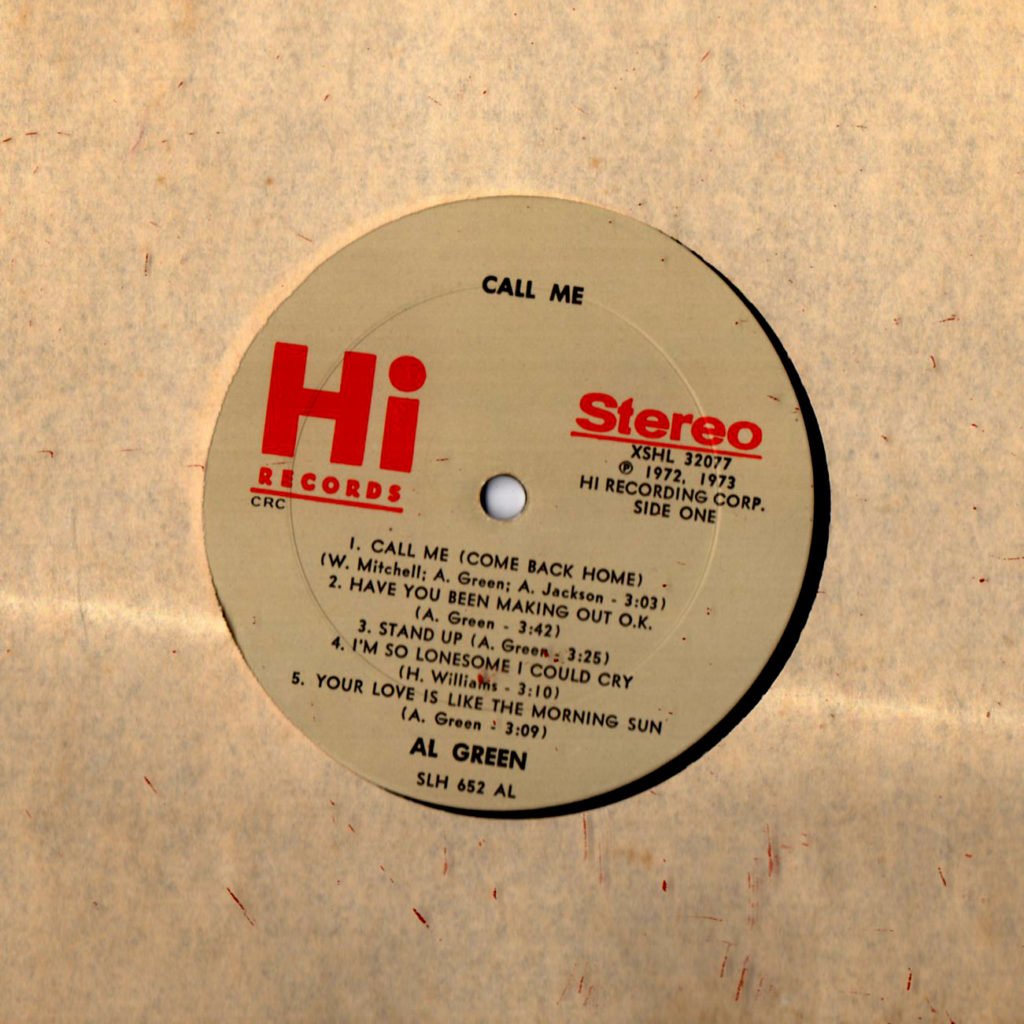 CALL ME
Hi
RECORDS
CRC
Stereo
XSHL 32077
℗ 1972, 1973
HI RECORDING CORP.
SIDE ONE
1. CALL ME (COME BACK HOME)
(W. Mitchell; A. Green; A. Jackson - 3:03)
2. HAVE YOU BEEN MAKING OUT O.K.
(A. Green - 3:42)
3. STAND UP (A. Green - 3:25)
4. I'M SO LONESOME I COULD CRY
(H. Williams - 3:10)
5. YOUR LOVE IS LIKE THE MORNING SUN
(A. Green - 3:09)
AL GREEN
SLH 652 AL